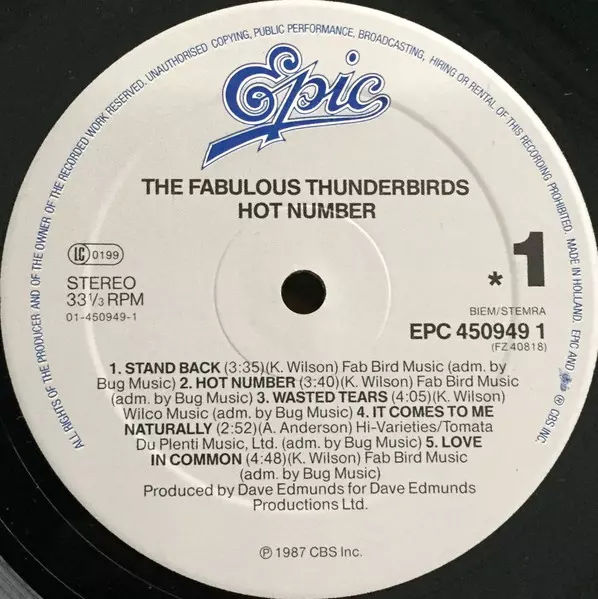 ALL RIGHTS OF THE PRODUCER AND OF THE OWNER OF THE RECORDED WORK RESERVED. UNAUTHORISED COPYING, PUBLIC PERFORMANCE, BROADCASTING, HIRING OR RENTAL OF THIS RECORDING PROHIBITED. MADE IN HOLLAND. EPIC AND ® CBS INC.
Epic
THE FABULOUS THUNDERBIRDS
HOT NUMBER
LC 0199
STEREO
33⅓ RPM
01-450949-1
* 1
BIEM/STEMRA
EPC 450949 1
(FZ 40818)
1. STAND BACK (3:35)(K. Wilson) Fab Bird Music (adm. by
Bug Music) 2. HOT NUMBER (3:40)(K. Wilson) Fab Bird Music
(adm. by Bug Music) 3. WASTED TEARS (4:05)(K. Wilson)
Wilco Music (adm. by Bug Music) 4. IT COMES TO ME
NATURALLY (2:52)(A. Anderson) Hi-Varieties/Tomata
Du Plenti Music, Ltd. (adm. by Bug Music) 5. LOVE
IN COMMON (4:48)(K. Wilson) Fab Bird Music
(adm. by Bug Music)
Produced by Dave Edmunds for Dave Edmunds
Productions Ltd.
℗ 1987 CBS Inc.